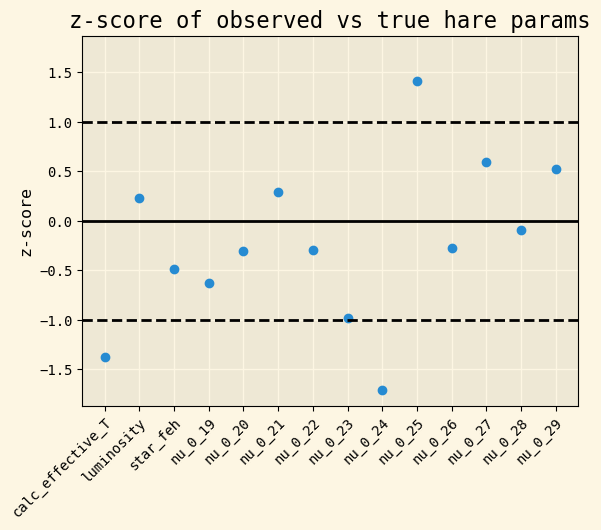 z-score of observed vs true hare params
z-score
1.5
1.0
0.5
0.0
−0.5
−1.0
−1.5
calc_effective_T
luminosity
star_feh
nu_0_19
nu_0_20
nu_0_21
nu_0_22
nu_0_23
nu_0_24
nu_0_25
nu_0_26
nu_0_27
nu_0_28
nu_0_29